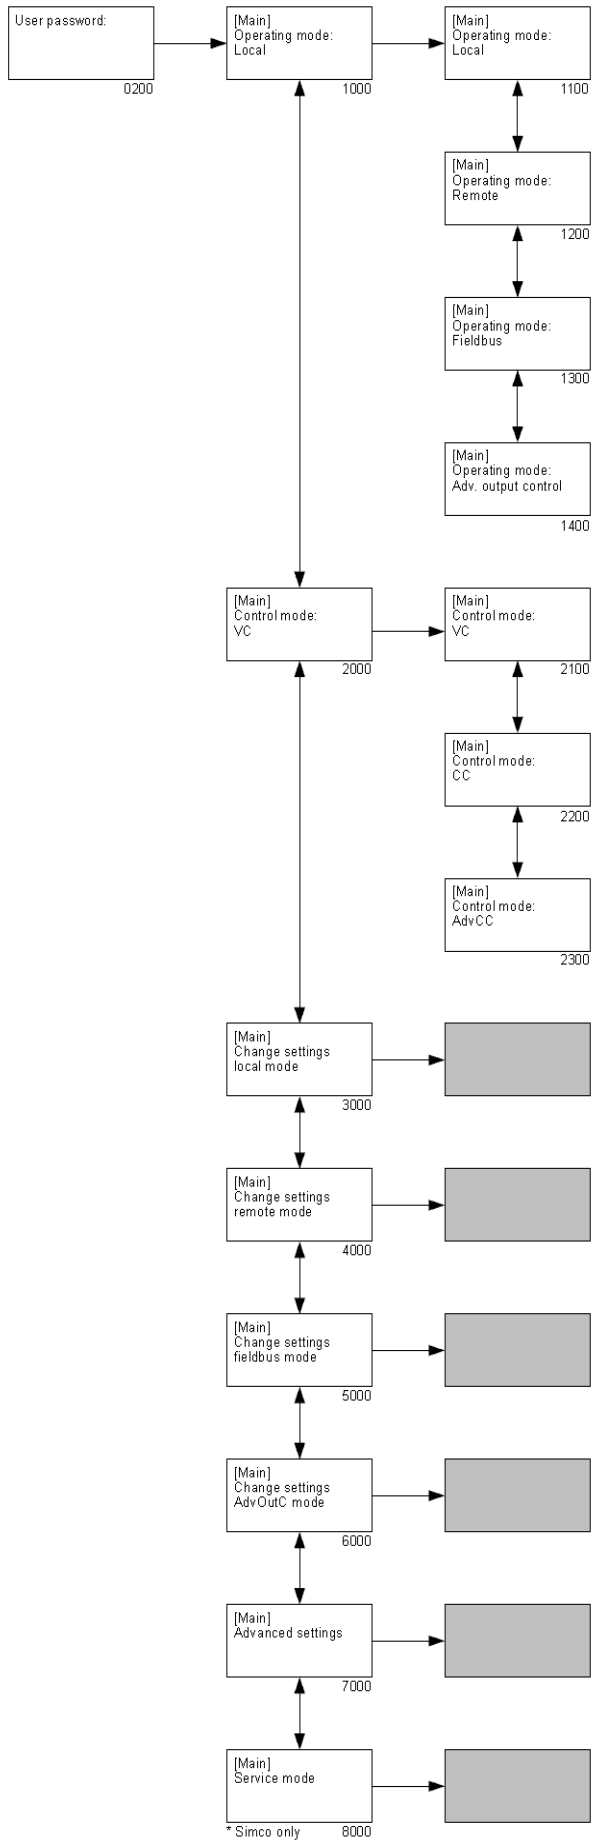 User password:
0200
[Main]
Operating mode:
Local
1000
[Main]
Operating mode:
Local
1100
[Main]
Operating mode:
Remote
1200
[Main]
Operating mode:
Fieldbus
1300
[Main]
Operating mode:
Adv. output control
1400
[Main]
Control mode:
VC
2000
[Main]
Control mode:
VC
2100
[Main]
Control mode:
CC
2200
[Main]
Control mode:
AdvCC
2300
[Main]
Change settings
local mode
3000
[Main]
Change settings
remote mode
4000
[Main]
Change settings
fieldbus mode
5000
[Main]
Change settings
AdvOutC mode
6000
[Main]
Advanced settings
7000
[Main]
Service mode
* Simco only 8000